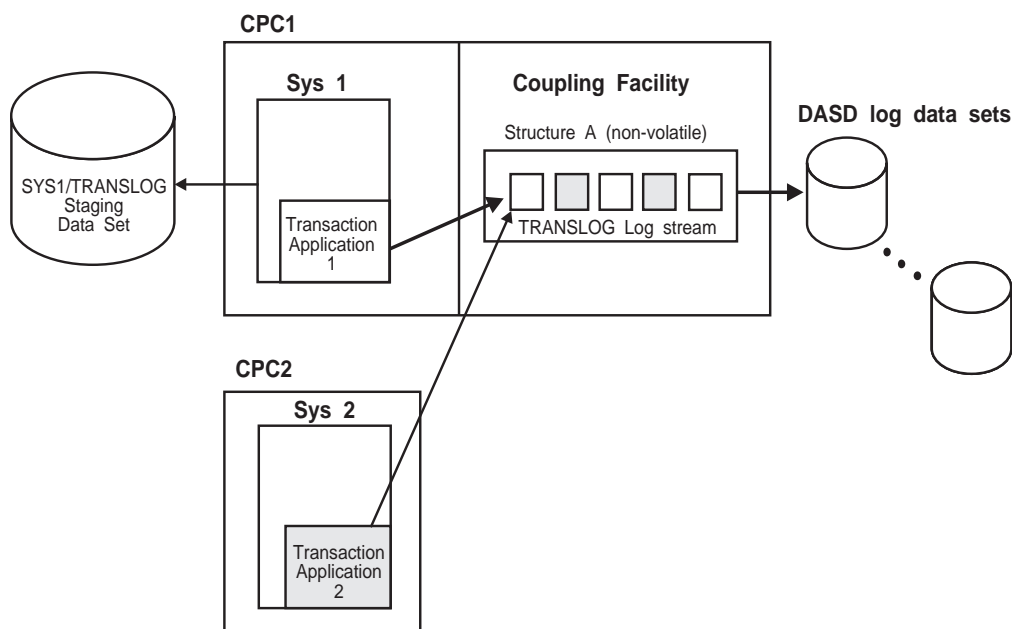 CPC1
Sys 1
Coupling Facility
DASD log data sets
Structure A (non-volatile)
SYS1/TRANSLOG
Staging
Data Set
Transaction
Application
1
TRANSLOG Log stream
CPC2
Sys 2
Transaction
Application
2